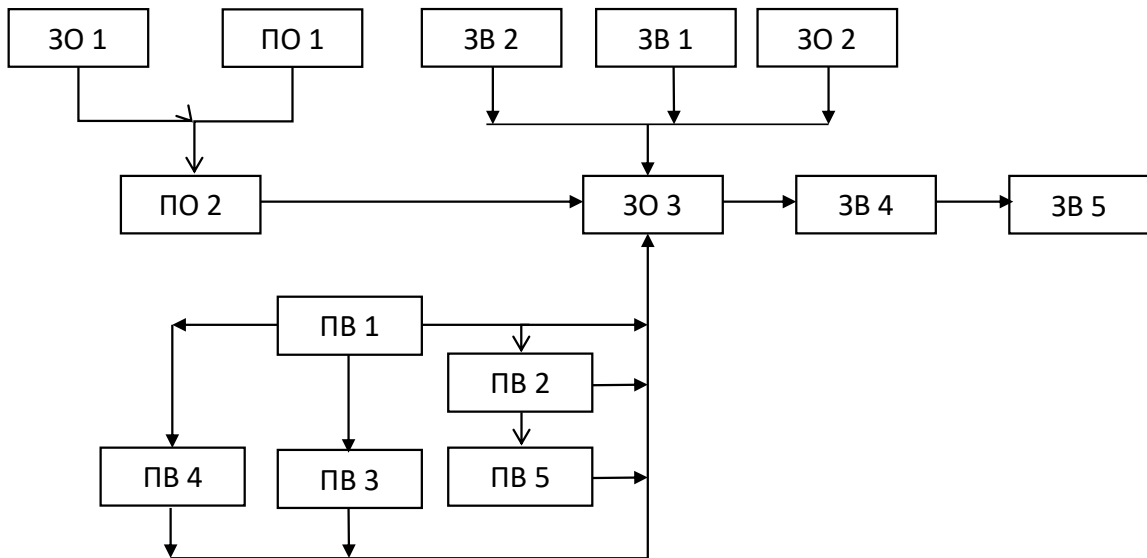 ЗО 1
ПО 1
ЗВ 2
ЗВ 1
ЗО 2
ПО 2
ЗО 3
ЗВ 4
ЗВ 5
ПВ 1
ПВ 2
ПВ 4
ПВ 3
ПВ 5